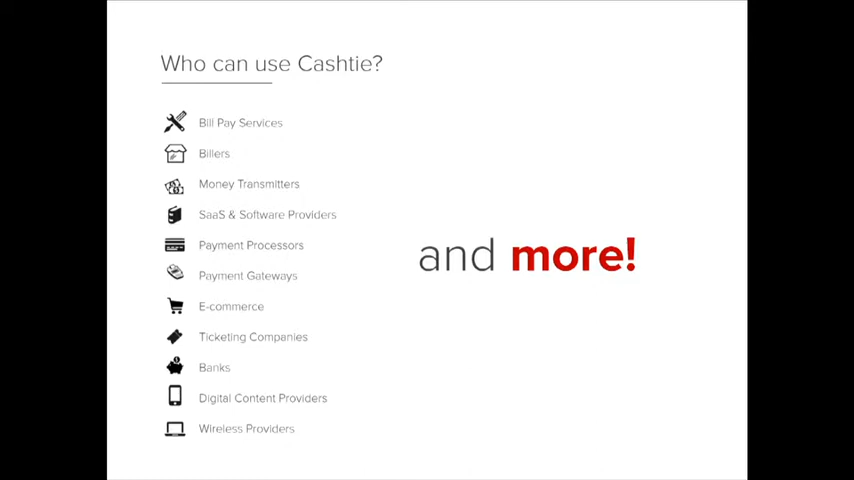 Who can use Cashtie?
Bill Pay Services
Billers
Money Transmitters
SaaS & Software Providers
Payment Processors
Payment Gateways
E-commerce
Ticketing Companies
Banks
Digital Content Providers
Wireless Providers
and more!